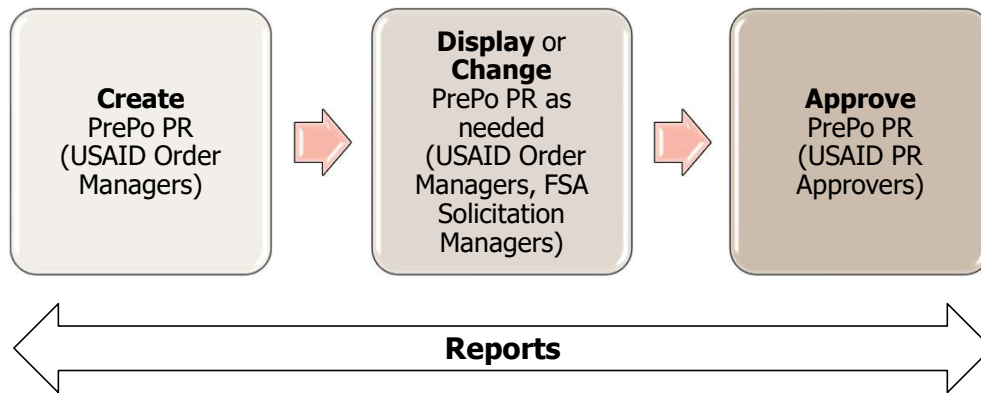 Create
PrePo PR
(USAID Order
Managers)
Display or
Change
PrePo PR as
needed
(USAID Order
Managers, FSA
Solicitation
Managers)
Approve
PrePo PR
(USAID PR
Approvers)
Reports